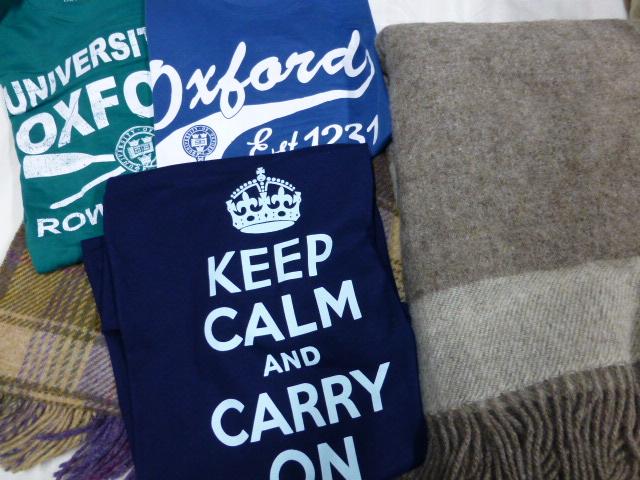 UNIVERSIT
OXFO
ROW
Oxford
Est 1231
KEEP
CALM
AND
CARRY
ON